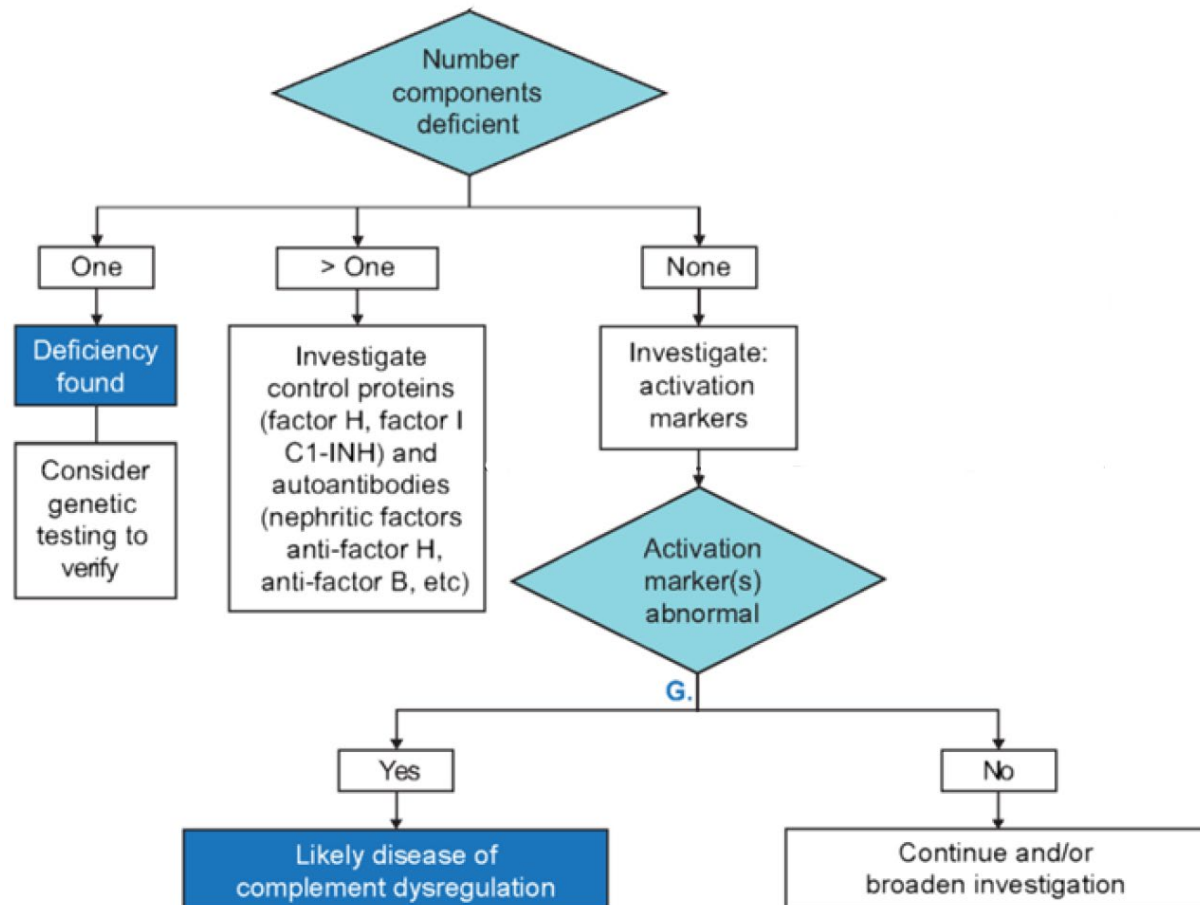 Number
components
deficient
One
> One
None
Deficiency
found
Consider
genetic
testing to
verify
Investigate
control proteins
(factor H, factor I
C1-INH) and
autoantibodies
(nephritic factors
anti-factor H,
anti-factor B, etc)
Investigate:
activation
markers
Activation
marker(s)
abnormal
G.
Yes
No
Likely disease of
complement dysregulation
Continue and/or
broaden investigation